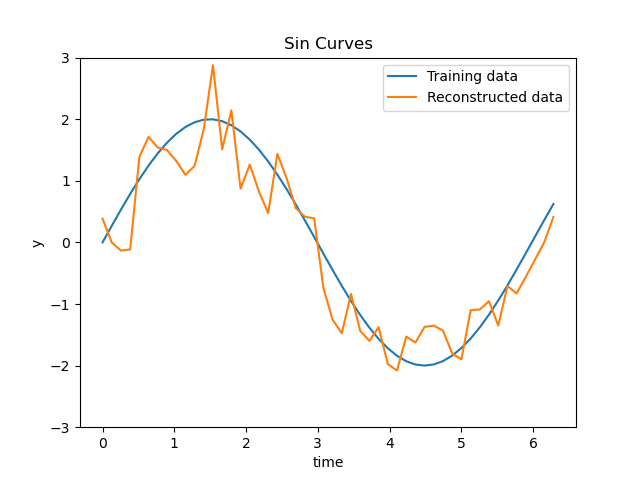 Sin Curves
Training data
Reconstructed data
3
2
1
0
−1
−2
−3
y
0 1 2 3 4 5 6
time